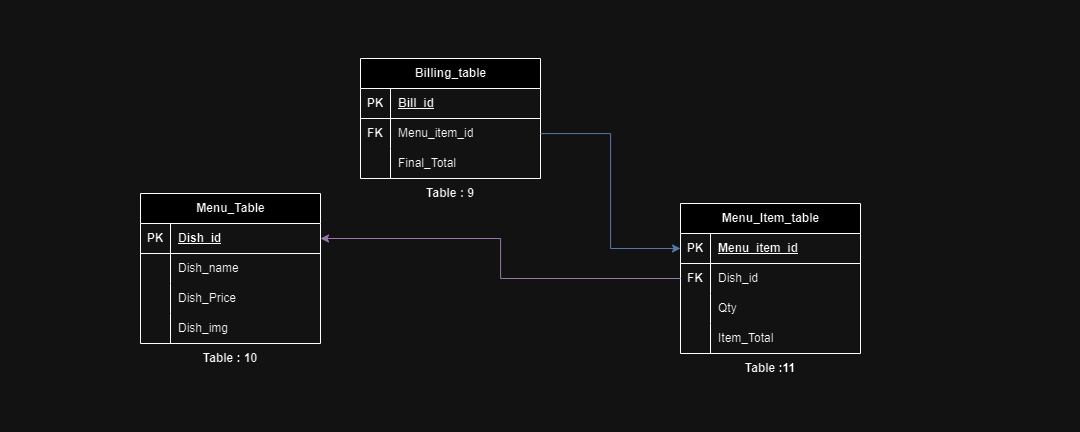 Billing_table
PK Bill_id
FK Menu_item_id
Final_Total
Table : 9
Menu_Table
PK Dish_id
Dish_name
Dish_Price
Dish_img
Table : 10
Menu_Item_table
PK Menu_item_id
FK Dish_id
Qty
Item_Total
Table :11